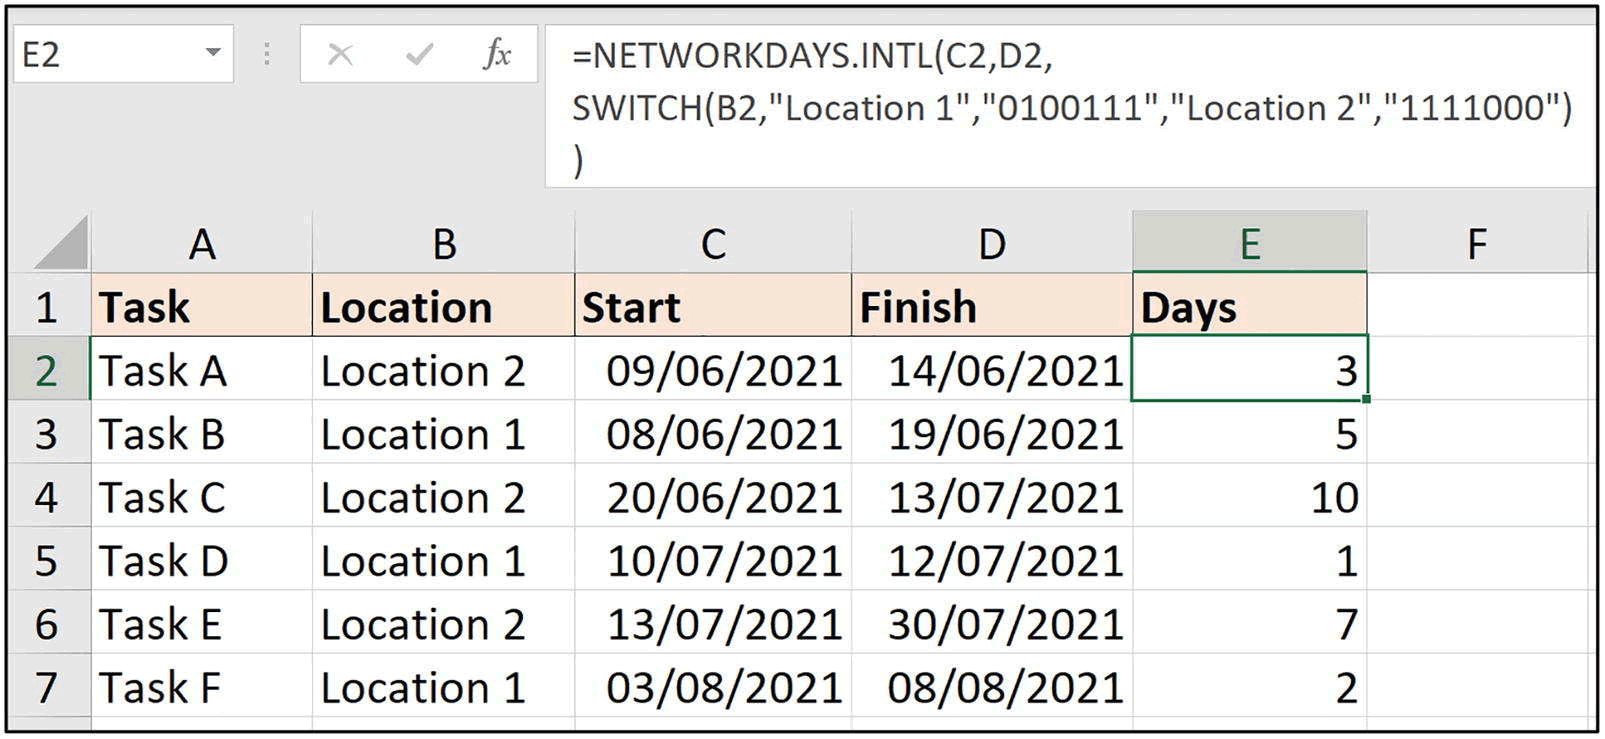 E2 fx =NETWORKDAYS.INTL(C2,D2,
SWITCH(B2,"Location 1","0100111","Location 2","1111000")
)
A B C D E F
1 Task Location Start Finish Days
2 Task A Location 2 09/06/2021 14/06/2021 3
3 Task B Location 1 08/06/2021 19/06/2021 5
4 Task C Location 2 20/06/2021 13/07/2021 10
5 Task D Location 1 10/07/2021 12/07/2021 1
6 Task E Location 2 13/07/2021 30/07/2021 7
7 Task F Location 1 03/08/2021 08/08/2021 2